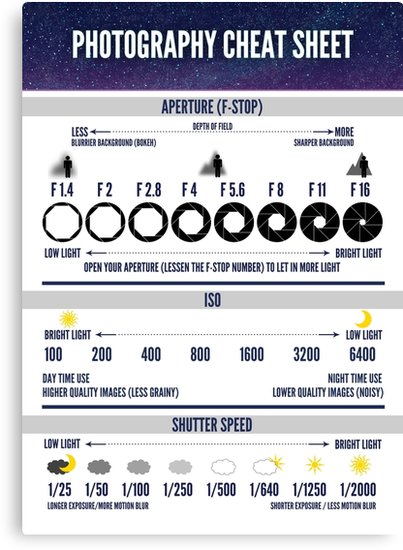 PHOTOGRAPHY CHEAT SHEET
APERTURE (F-STOP)
DEPTH OF FIELD
LESS MORE
BLURRIER BACKGROUND (BOKEH) SHARPER BACKGROUND
F 1.4 F 2 F 2.8 F 4 F 5.6 F 8 F 11 F 16
LOW LIGHT BRIGHT LIGHT
OPEN YOUR APERTURE (LESSEN THE F-STOP NUMBER) TO LET IN MORE LIGHT
ISO
BRIGHT LIGHT LOW LIGHT
100 200 400 800 1600 3200 6400
DAY TIME USE NIGHT TIME USE
HIGHER QUALITY IMAGES (LESS GRAINY) LOWER QUALITY IMAGES (NOISY)
SHUTTER SPEED
LOW LIGHT BRIGHT LIGHT
1/25 1/50 1/100 1/250 1/500 1/640 1/1250 1/2000
LONGER EXPOSURE/MORE MOTION BLUR SHORTER EXPOSURE / LESS MOTION BLUR